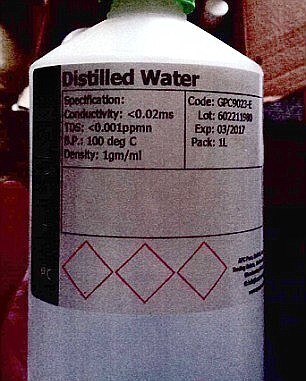 Distilled Water
Specification:
Conductivity: <0.02ms
TDS: <0.001ppmn
B.P.: 100 deg C
Density: 1gm/ml
Code: GPC9023-E
Lot: 602211980
Exp: 03/2017
Pack: 1L